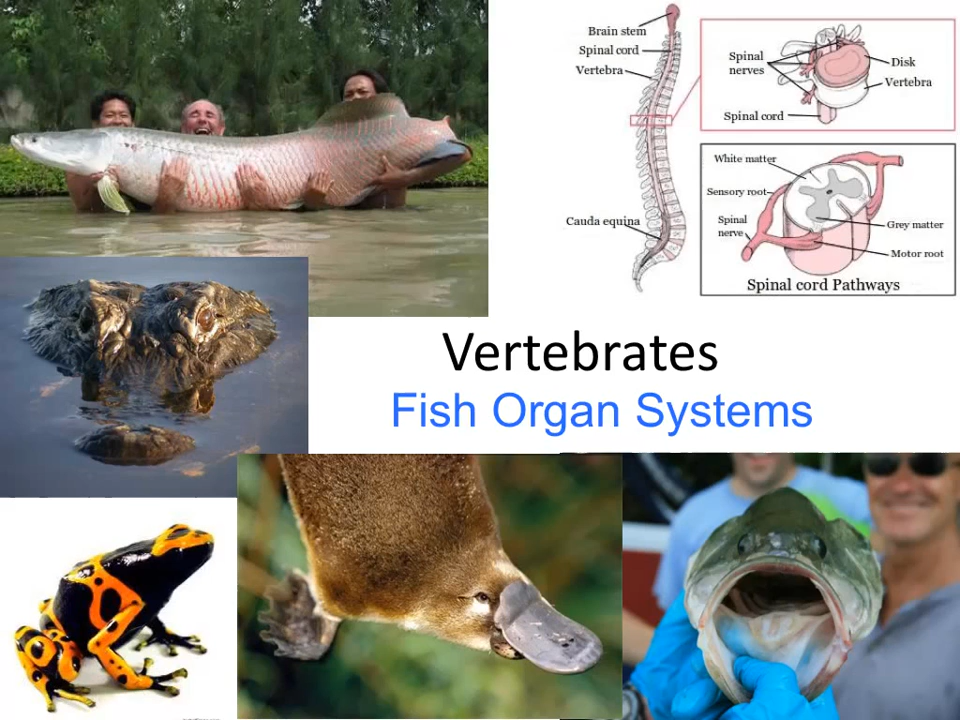 Brain stem
Spinal cord
Vertebra
Cauda equina
Spinal
nerves
Disk
Vertebra
Spinal cord
White matter
Sensory root
Spinal
nerve
Grey matter
Motor root
Spinal cord Pathways
Vertebrates
Fish Organ Systems